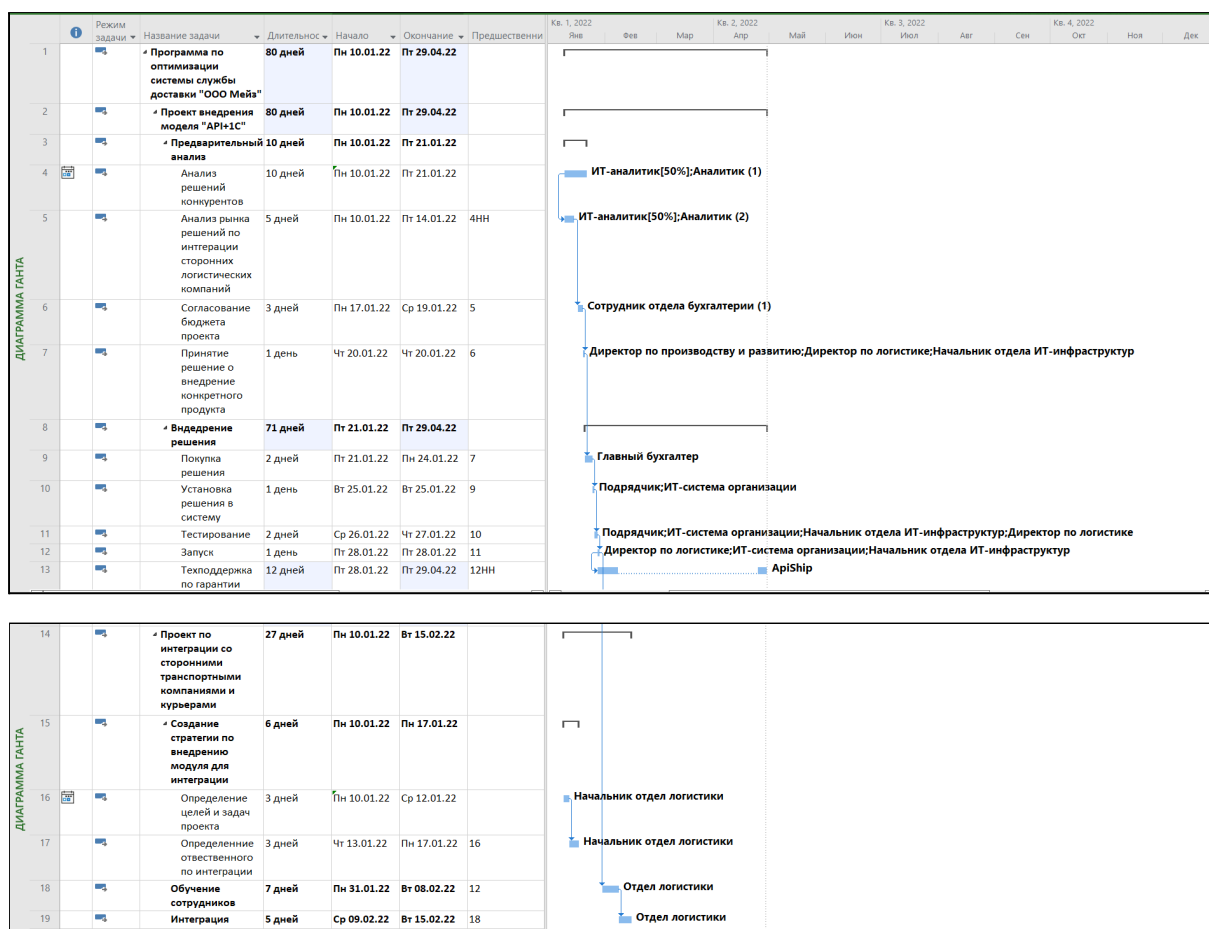 Режим задачи Название задачи Длительнос Начало Окончание Предшественни Кв. 1, 2022 Кв. 2, 2022 Кв. 3, 2022 Кв. 4, 2022
Янв Фев Мар Апр Май Июн Июл Авг Сен Окт Ноя Дек
ДИАГРАММА ГАНТА
1 Программа по 80 дней Пн 10.01.22 Пт 29.04.22
оптимизации
системы службы
доставки "ООО Мейз"
2 Проект внедрения 80 дней Пн 10.01.22 Пт 29.04.22
моделя "API+1C"
3 Предварительный 10 дней Пн 10.01.22 Пт 21.01.22
анализ
4 Анализ 10 дней Пн 10.01.22 Пт 21.01.22 ИТ-аналитик[50%];Аналитик (1)
решений
конкурентов
5 Анализ рынка 5 дней Пн 10.01.22 Пт 14.01.22 4НН ИТ-аналитик[50%];Аналитик (2)
решений по
интгерации
сторонних
логистических
компаний
6 Согласование 3 дней Пн 17.01.22 Ср 19.01.22 5 Сотрудник отдела бухгалтерии (1)
бюджета
проекта
7 Принятие 1 день Чт 20.01.22 Чт 20.01.22 6 Директор по производству и развитию;Директор по логистике;Начальник отдела ИТ-инфраструктур
решение о
внедрение
конкретного
продукта
8 Виндедрение 71 дней Пт 21.01.22 Пт 29.04.22
решения
9 Покупка 2 дней Пт 21.01.22 Пн 24.01.22 7 Главный бухгалтер
решения
10 Установка 1 день Вт 25.01.22 Вт 25.01.22 9 Подрядчик;ИТ-система организации
решения в
систему
11 Тестирование 2 дней Ср 26.01.22 Чт 27.01.22 10 Подрядчик;ИТ-система организации;Начальник отдела ИТ-инфраструктур;Директор по логистике
12 Запуск 1 день Пт 28.01.22 Пт 28.01.22 11 Директор по логистике;ИТ-система организации;Начальник отдела ИТ-инфраструктур
13 Техподдержка 12 дней Пт 28.01.22 Пт 29.04.22 12НН ApiShip
по гарантии
ДИАГРАММА ГАНТА
14 Проект по 27 дней Пн 10.01.22 Вт 15.02.22
интеграции со
сторонними
транспортными
компаниями и
курьерами
15 Создание 6 дней Пн 10.01.22 Пн 17.01.22
стратегии по
внедрению
модуля для
интеграции
16 Определение 3 дней Пн 10.01.22 Ср 12.01.22 Начальник отдел логистики
целей и задач
проекта
17 Определенние 3 дней Чт 13.01.22 Пн 17.01.22 16 Начальник отдел логистики
отвественного
по интеграции
18 Обучение 7 дней Пн 31.01.22 Вт 08.02.22 12 Отдел логистики
сотрудников
19 Интеграция 5 дней Ср 09.02.22 Вт 15.02.22 18 Отдел логистики